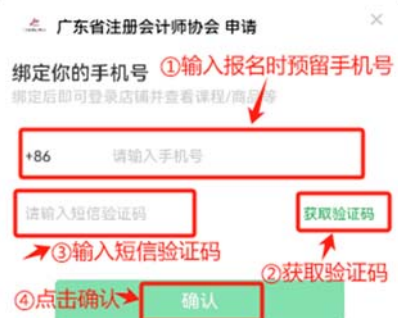 广东省注册会计师协会 申请
绑定你的手机号 ①输入报名时预留手机号
绑定后即可登录店铺并查看课程/商品等
+86 请输入手机号
请输入短信验证码 获取验证码
③输入短信验证码
②获取验证码
④点击确认 确认